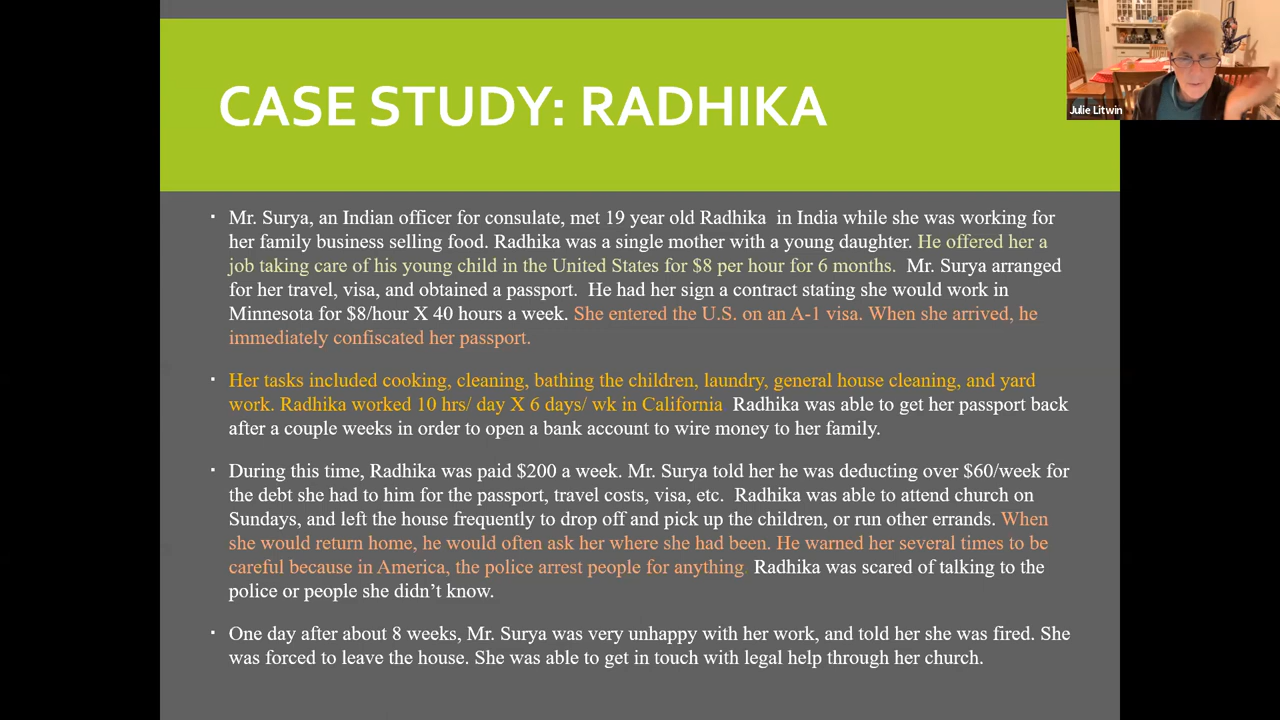 CASE STUDY: RADHIKA
Julie Litwin
▪ Mr. Surya, an Indian officer for consulate, met 19 year old Radhika in India while she was working for
her family business selling food. Radhika was a single mother with a young daughter. He offered her a
job taking care of his young child in the United States for $8 per hour for 6 months. Mr. Surya arranged
for her travel, visa, and obtained a passport. He had her sign a contract stating she would work in
Minnesota for $8/hour X 40 hours a week. She entered the U.S. on an A-1 visa. When she arrived, he
immediately confiscated her passport.
▪ Her tasks included cooking, cleaning, bathing the children, laundry, general house cleaning, and yard
work. Radhika worked 10 hrs/ day X 6 days/ wk in California Radhika was able to get her passport back
after a couple weeks in order to open a bank account to wire money to her family.
▪ During this time, Radhika was paid $200 a week. Mr. Surya told her he was deducting over $60/week for
the debt she had to him for the passport, travel costs, visa, etc. Radhika was able to attend church on
Sundays, and left the house frequently to drop off and pick up the children, or run other errands. When
she would return home, he would often ask her where she had been. He warned her several times to be
careful because in America, the police arrest people for anything. Radhika was scared of talking to the
police or people she didn’t know.
▪ One day after about 8 weeks, Mr. Surya was very unhappy with her work, and told her she was fired. She
was forced to leave the house. She was able to get in touch with legal help through her church.